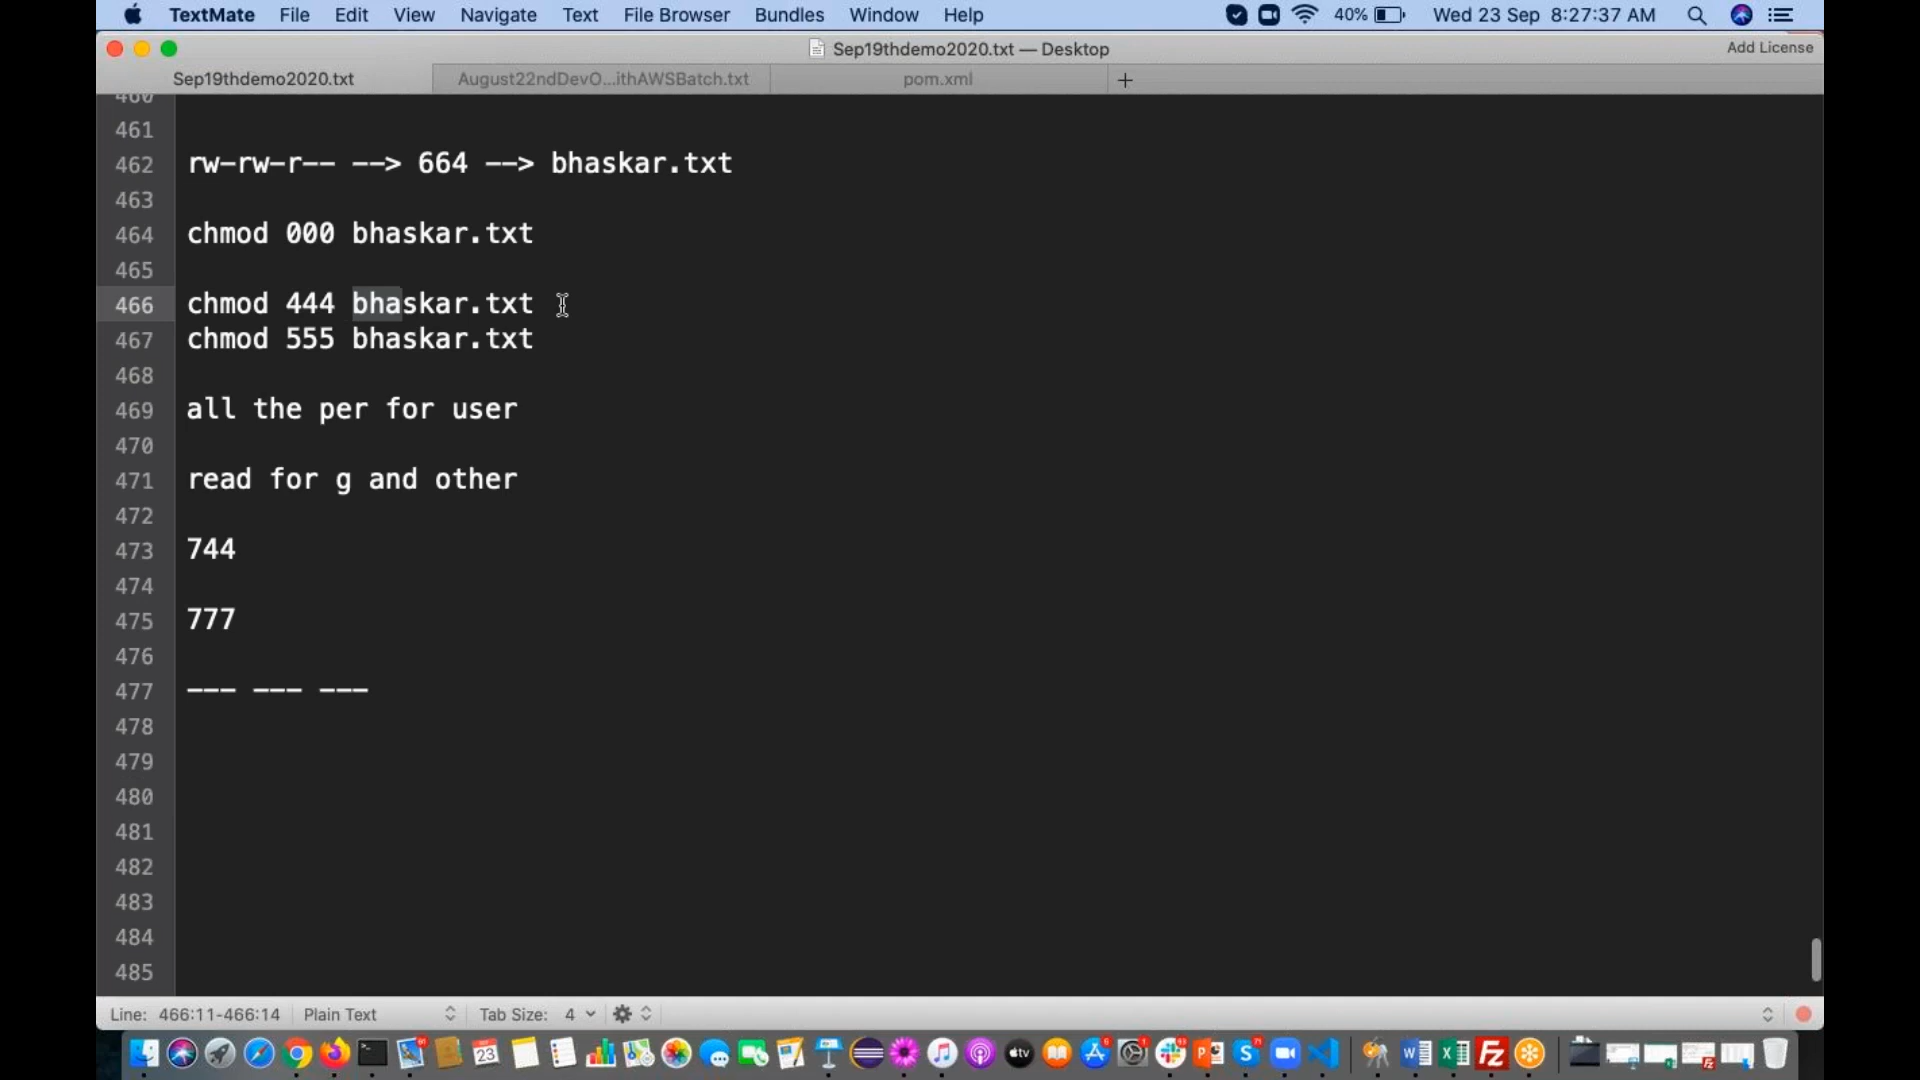 TextMate File Edit View Navigate Text File Browser Bundles Window Help 40% Wed 23 Sep 8:27:37 AM
Sep19thdemo2020.txt — Desktop Add License
Sep19thdemo2020.txt August22ndDevO...ithAWSBatch.txt pom.xml +
460
461
462 rw-rw-r-- --> 664 --> bhaskar.txt
463
464 chmod 000 bhaskar.txt
465
466 chmod 444 bhaskar.txt
467 chmod 555 bhaskar.txt
468
469 all the per for user
470
471 read for g and other
472
473 744
474
475 777
476
477 --- --- ---
478
479
480
481
482
483
484
485
Line: 466:11-466:14 Plain Text Tab Size: 4